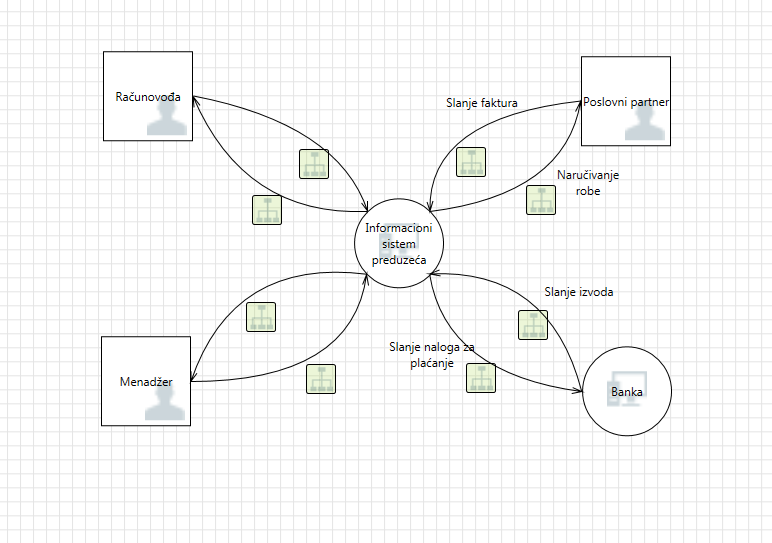 Računovođa
Slanje faktura
Poslovni partner
Naručivanje
robe
Informacioni
sistem
preduzeća
Slanje izvoda
Slanje naloga za
plaćanje
Menadžer
Banka